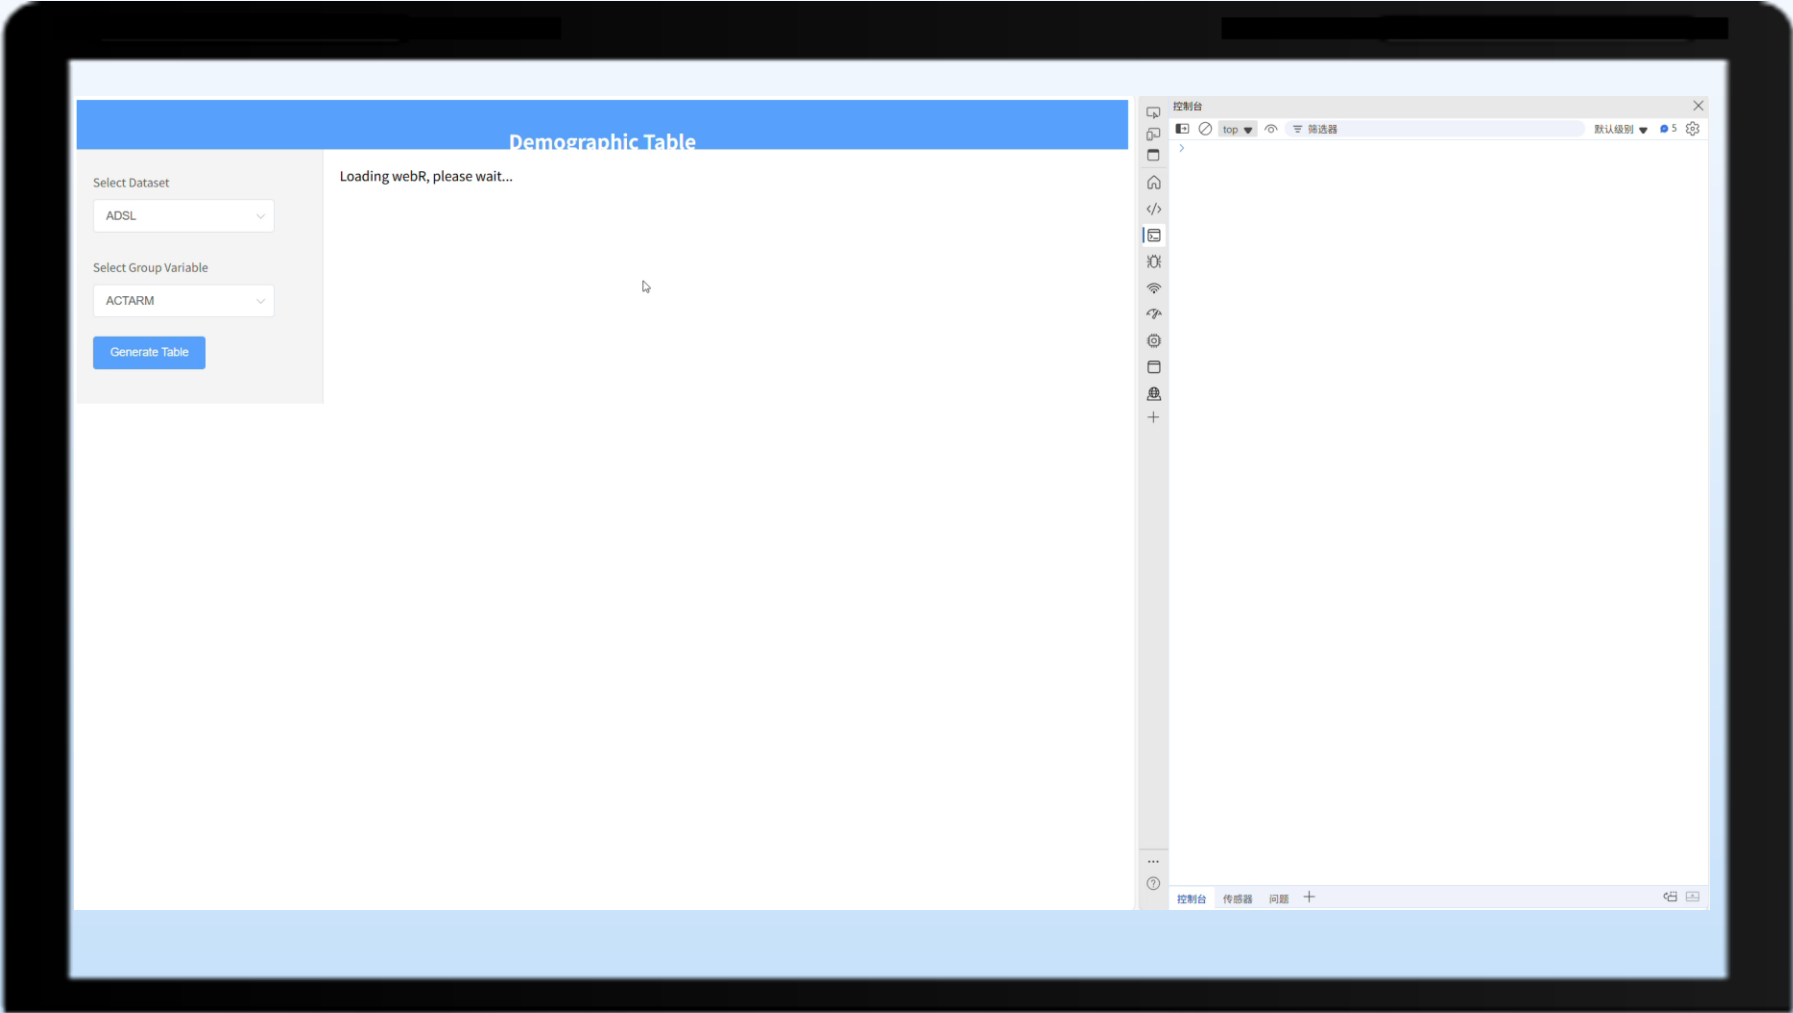 Demographic Table
Select Dataset
ADSL
Select Group Variable
ACTARM
Generate Table
Loading webR, please wait...
控制台
top
筛选器
默认级别
5
控制台
传感器
问题